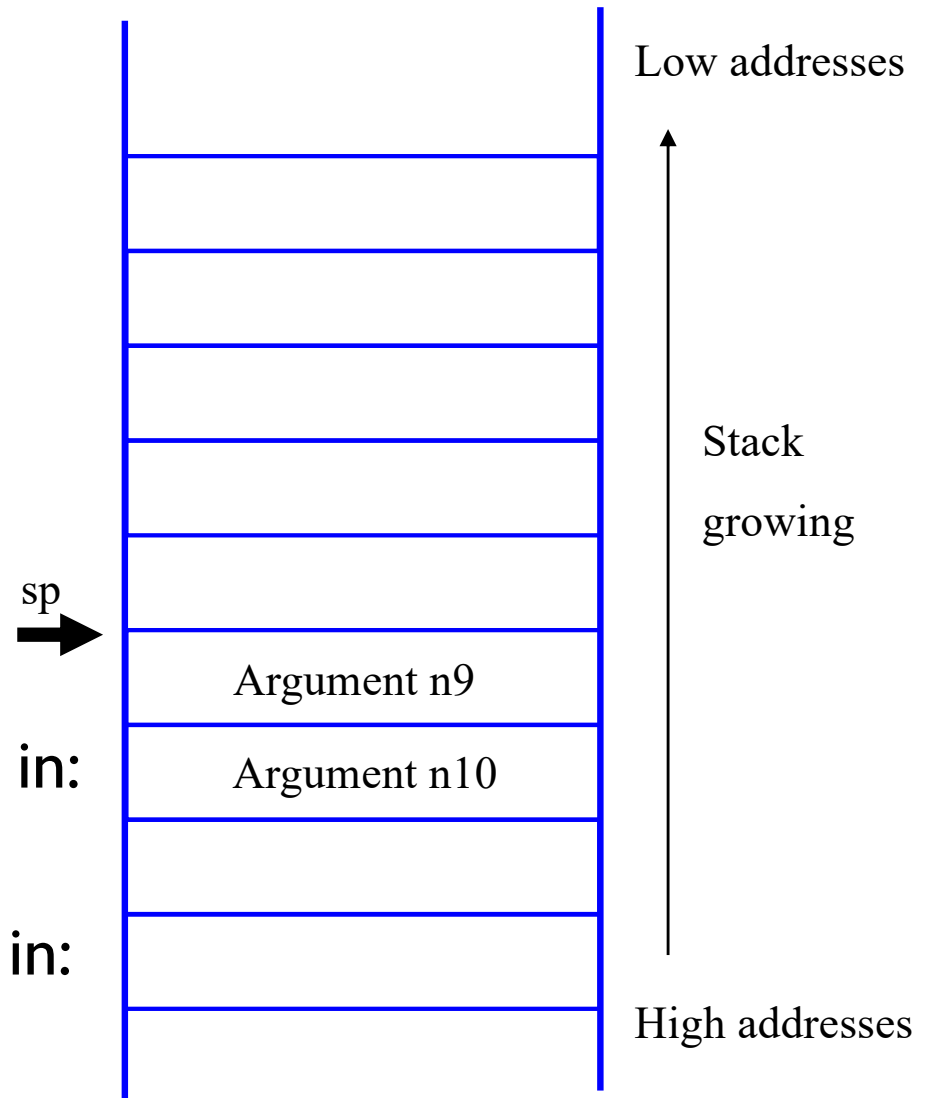 Low addresses
Stack
growing
sp
Argument n9
in:
Argument n10
in:
High addresses